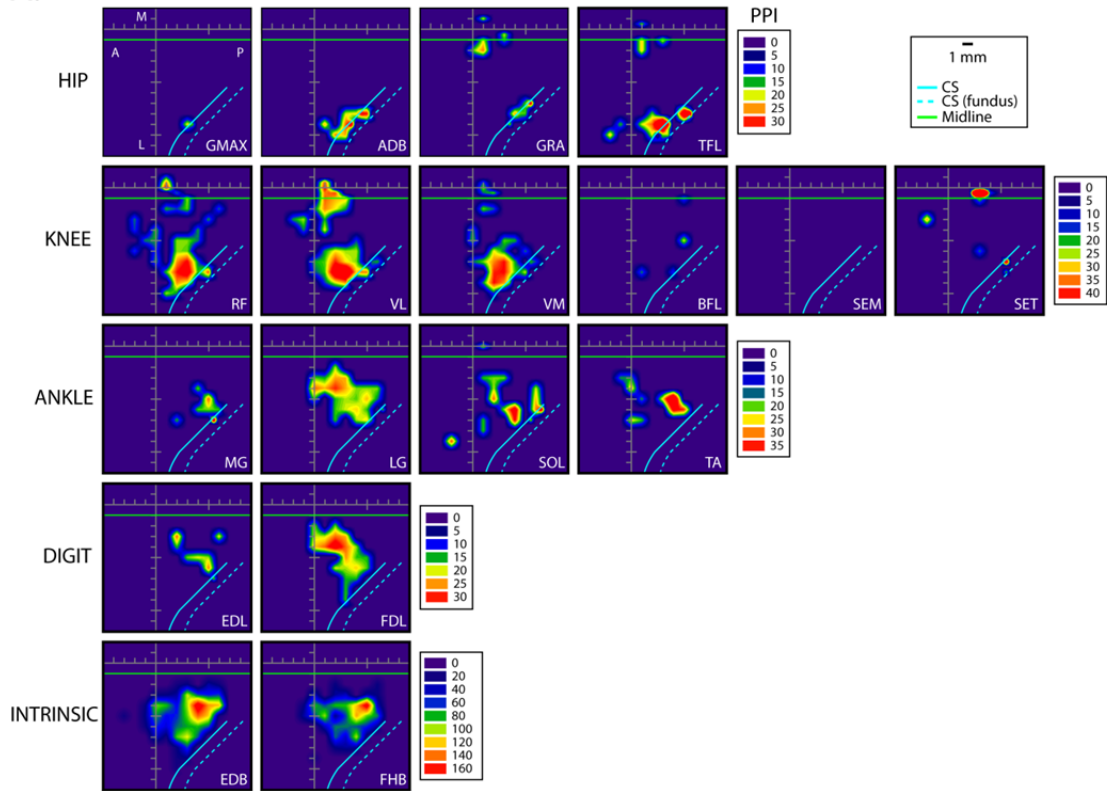 PPI
M
A P
L
HIP
GMAX
ADB
GRA
TFL
0
5
10
15
20
25
30
1 mm
CS
CS (fundus)
Midline
KNEE
RF
VL
VM
BFL
SEM
SET
0
5
10
15
20
25
30
35
40
ANKLE
MG
LG
SOL
TA
0
5
10
15
20
25
30
35
DIGIT
EDL
FDL
0
5
10
15
20
25
30
INTRINSIC
EDB
FHB
0
20
40
60
80
100
120
140
160